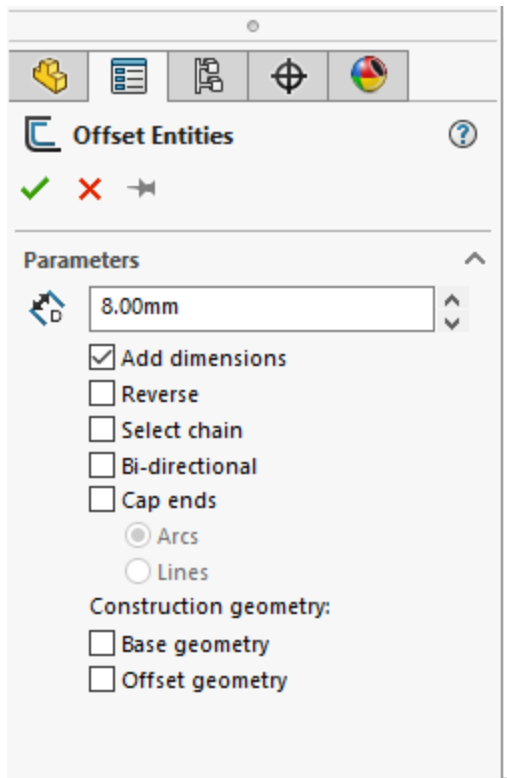 Offset Entities
Parameters
D
8.00mm
Add dimensions
Reverse
Select chain
Bi-directional
Cap ends
Arcs
Lines
Construction geometry:
Base geometry
Offset geometry